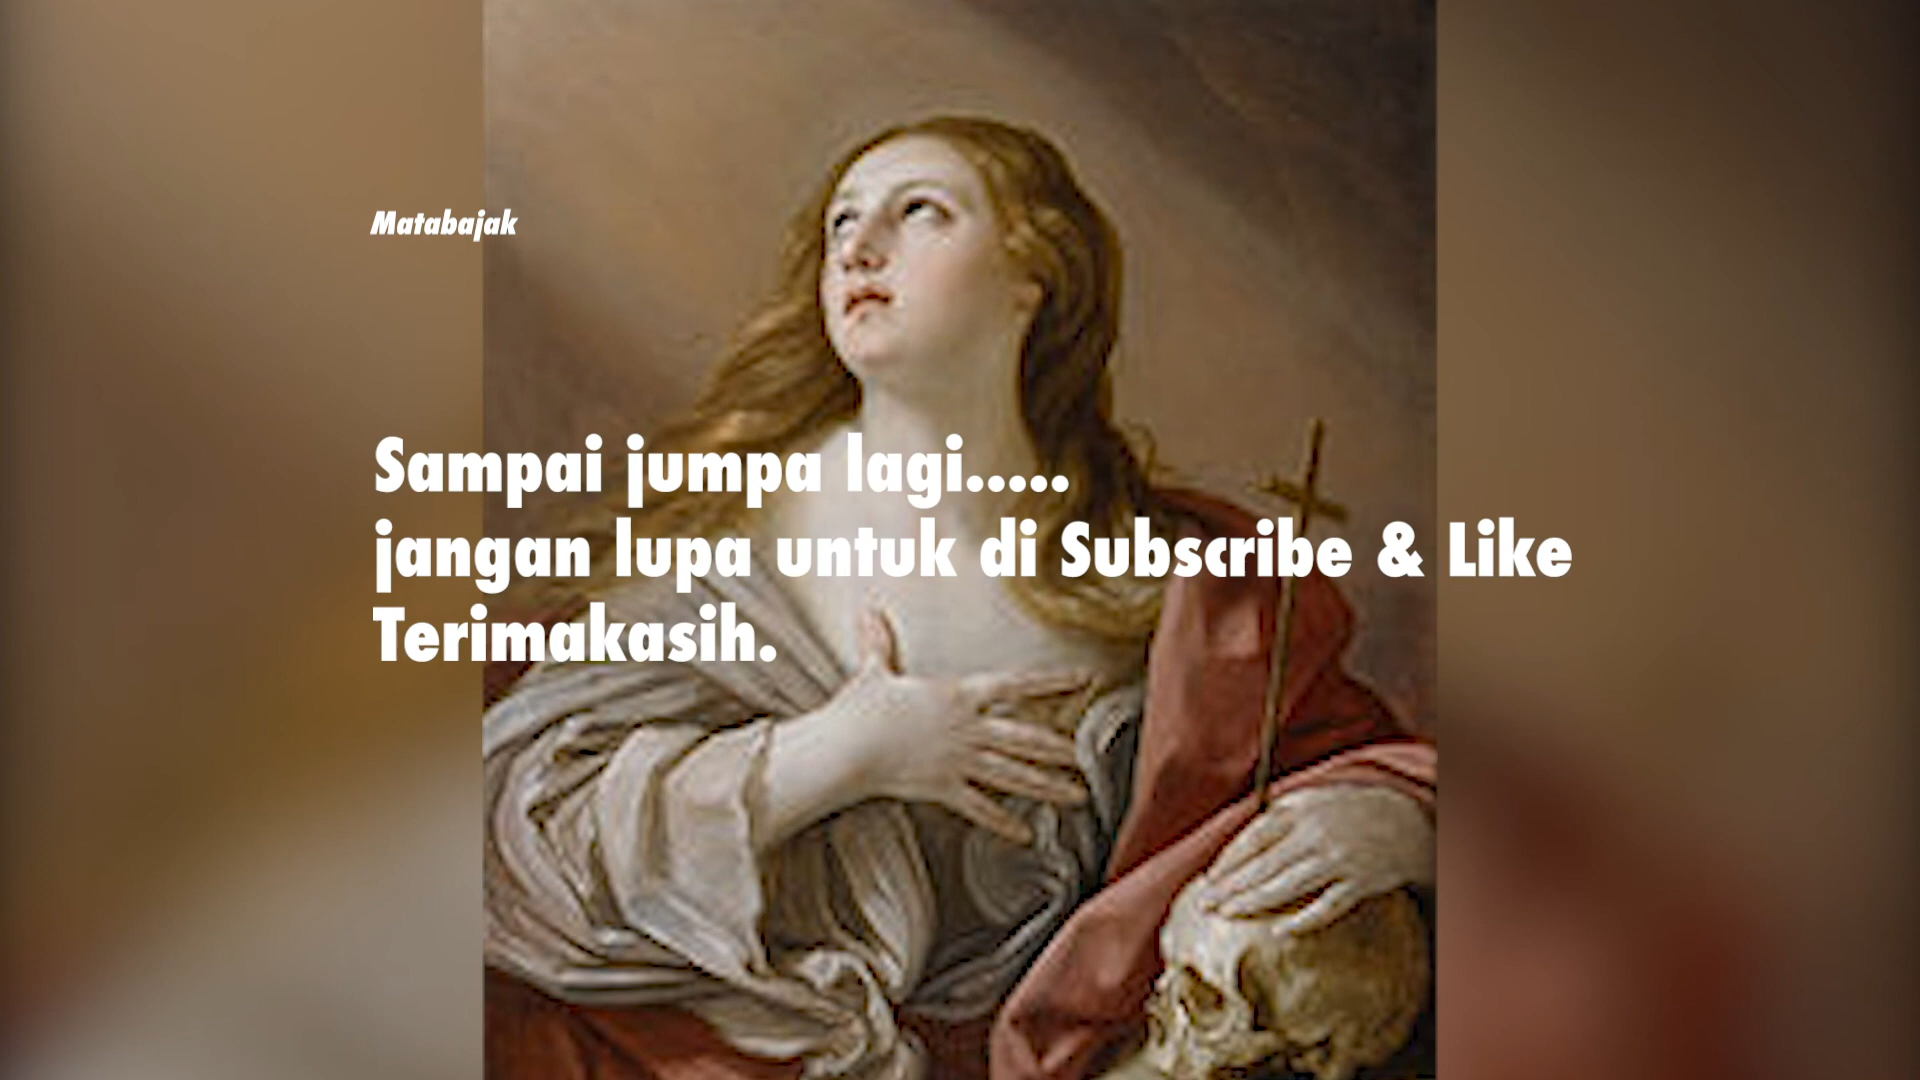 Matabajak
Sampai jumpa lagi.....
jangan lupa untuk di Subscribe & Like
Terimakasih.